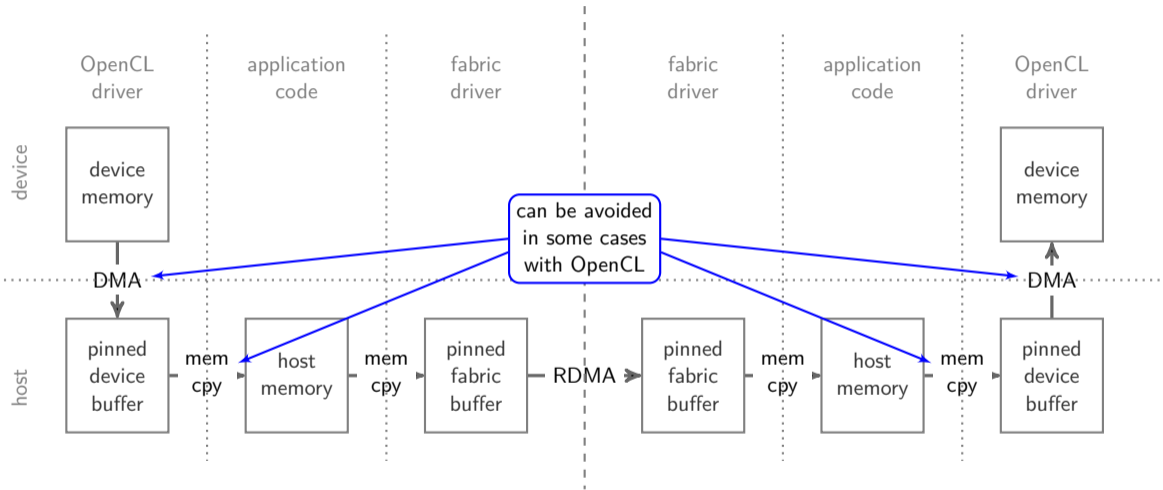 OpenCL
driver
application
code
fabric
driver
fabric
driver
application
code
OpenCL
driver
device
device
memory
device
memory
can be avoided
in some cases
with OpenCL
DMA
DMA
host
pinned
device
buffer
mem
cpy
host
memory
mem
cpy
pinned
fabric
buffer
RDMA
pinned
fabric
buffer
mem
cpy
host
memory
mem
cpy
pinned
device
buffer